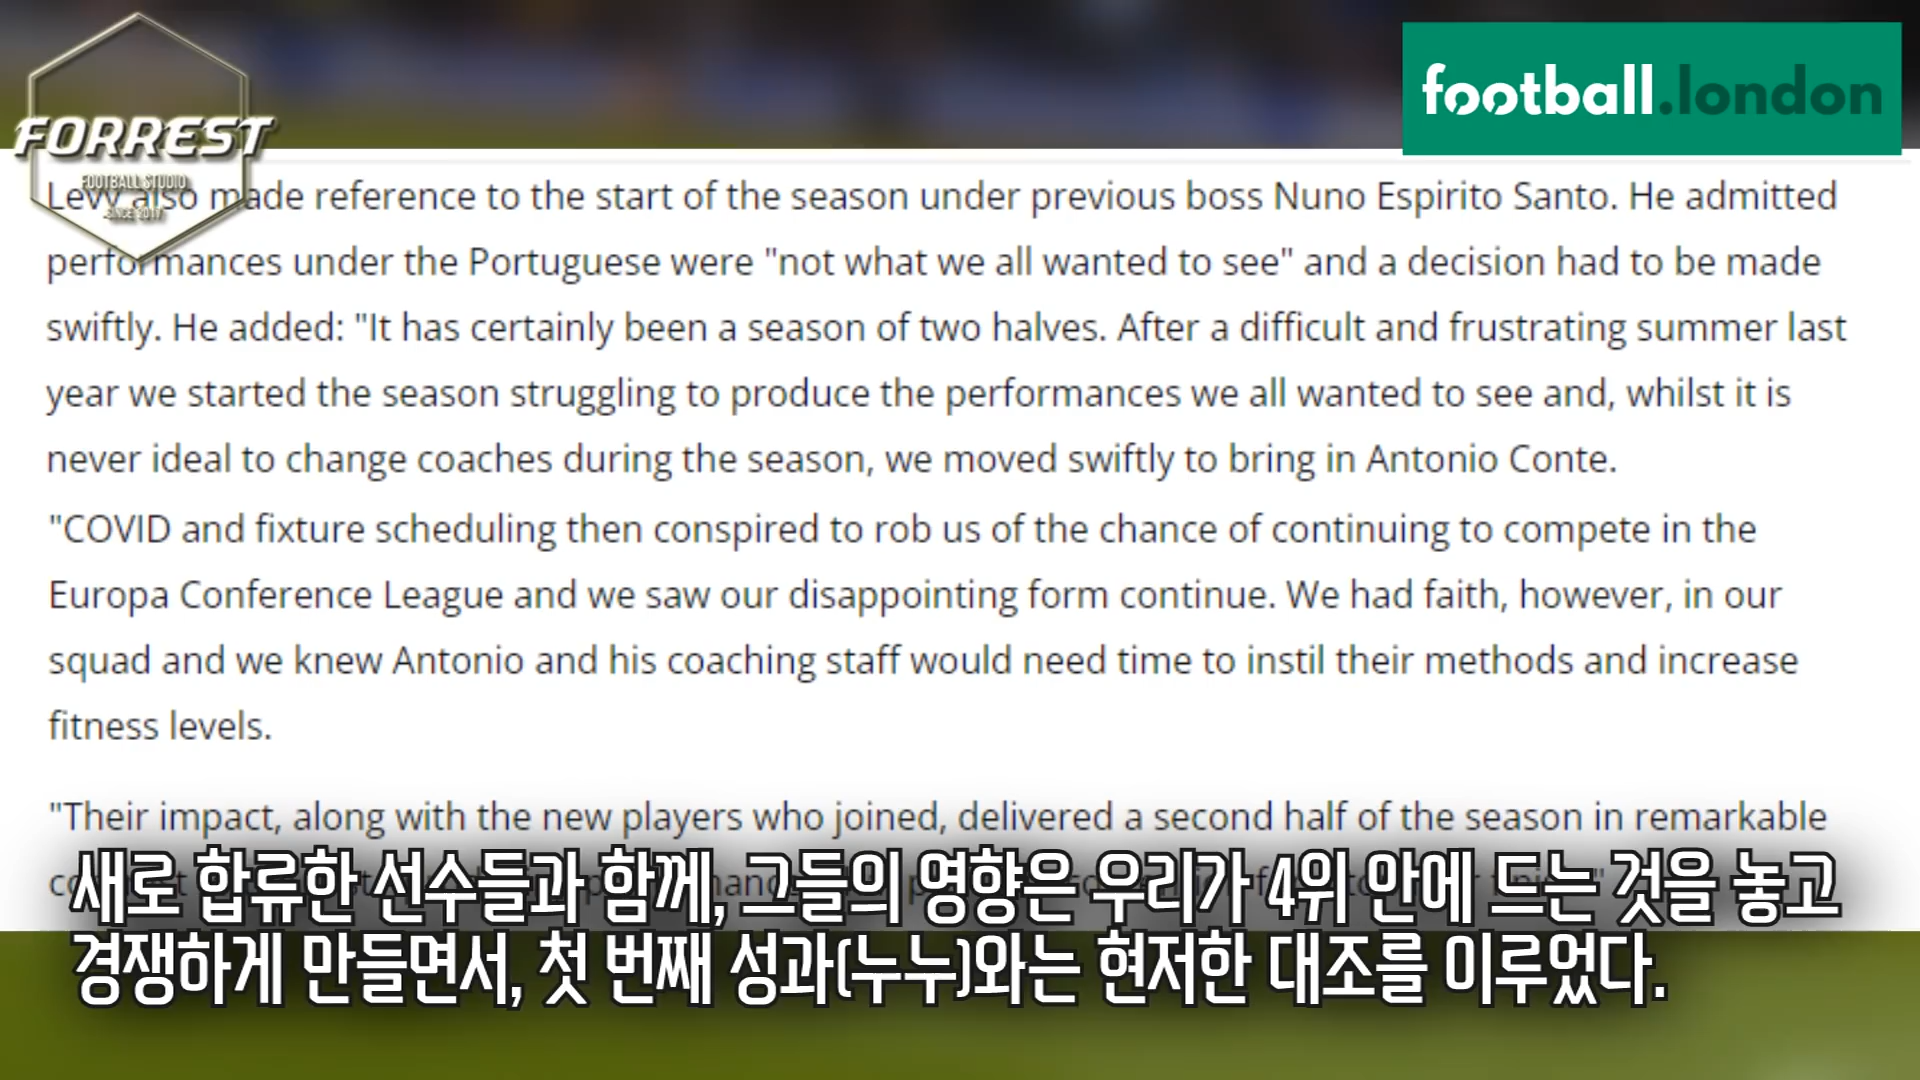 FORREST
FOOTBALL STUDIO
SINCE 2017
football.london
Levy also made reference to the start of the season under previous boss Nuno Espirito Santo. He admitted
performances under the Portuguese were "not what we all wanted to see" and a decision had to be made
swiftly. He added: "It has certainly been a season of two halves. After a difficult and frustrating summer last
year we started the season struggling to produce the performances we all wanted to see and, whilst it is
never ideal to change coaches during the season, we moved swiftly to bring in Antonio Conte.
"COVID and fixture scheduling then conspired to rob us of the chance of continuing to compete in the
Europa Conference League and we saw our disappointing form continue. We had faith, however, in our
squad and we knew Antonio and his coaching staff would need time to instil their methods and increase
fitness levels.
"Their impact, along with the new players who joined, delivered a second half of the season in remarkable
새로 합류한 선수들과 함께, 그들의 영향은 우리가 4위 안에 드는 것을 놓고
경쟁하게 만들면서, 첫 번째 성과(누누)와는 현저한 대조를 이루었다.